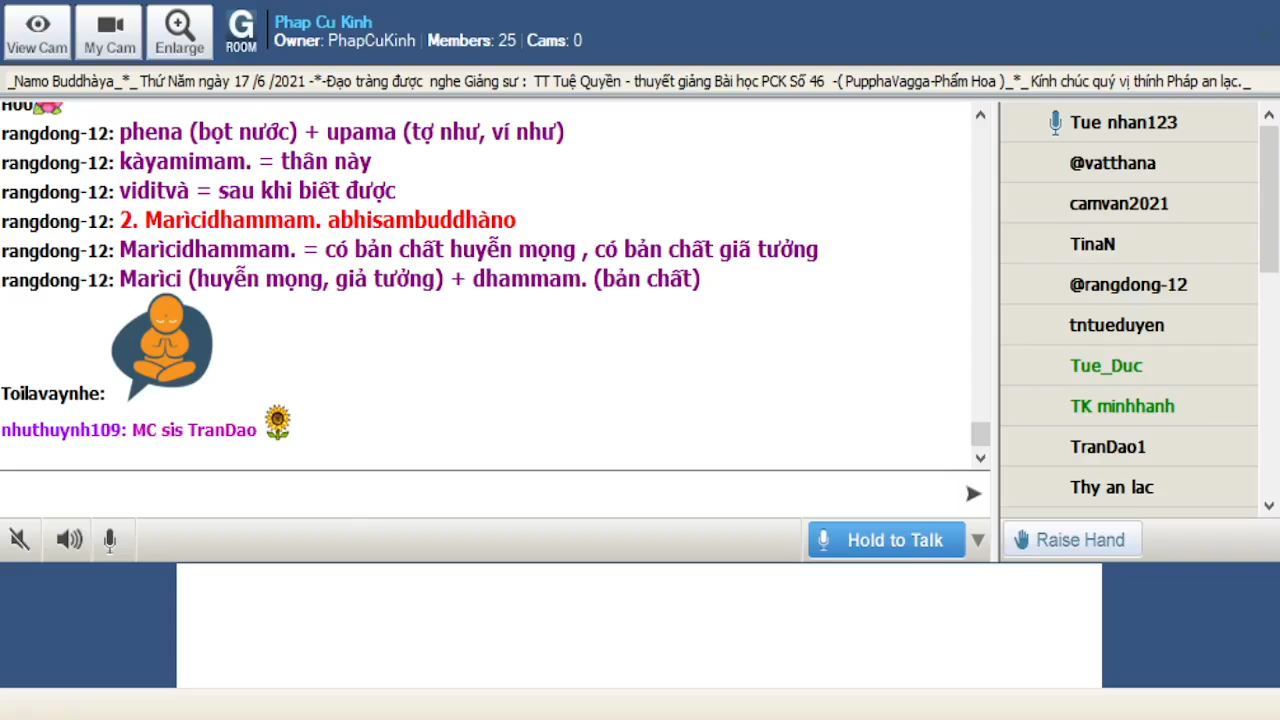 View Cam
My Cam
Enlarge
G
ROOM
Phap Cu Kinh
Owner: PhapCuKinh | Members: 25 | Cams: 0
_Namo Buddhàya_*_Thứ Năm ngày 17 /6 /2021 -*-Đạo tràng được nghe Giảng sư : TT Tuệ Quyền - thuyết giảng Bài học PCK Số 46 -( PupphaVagga-Phẩm Hoa )_*_Kính chúc quý vị thính Pháp an lạc._
rangdong-12: phena (bọt nước) + upama (tợ như, ví như)
rangdong-12: kàyamimam. = thân này
rangdong-12: viditvà = sau khi biết được
rangdong-12: 2. Marìcidhammam. abhisambuddhàno
rangdong-12: Marìcidhammam. = có bản chất huyễn mọng , có bản chất giã tưởng
rangdong-12: Marìci (huyễn mọng, giả tưởng) + dhammam. (bản chất)
Toilavaynhe:
nhuthuynh109: MC sis TranDao
Tue nhan123
@vatthana
camvan2021
TinaN
@rangdong-12
tntueduyen
Tue_Duc
TK minhhanh
TranDao1
Thy an lac
Hold to Talk
Raise Hand